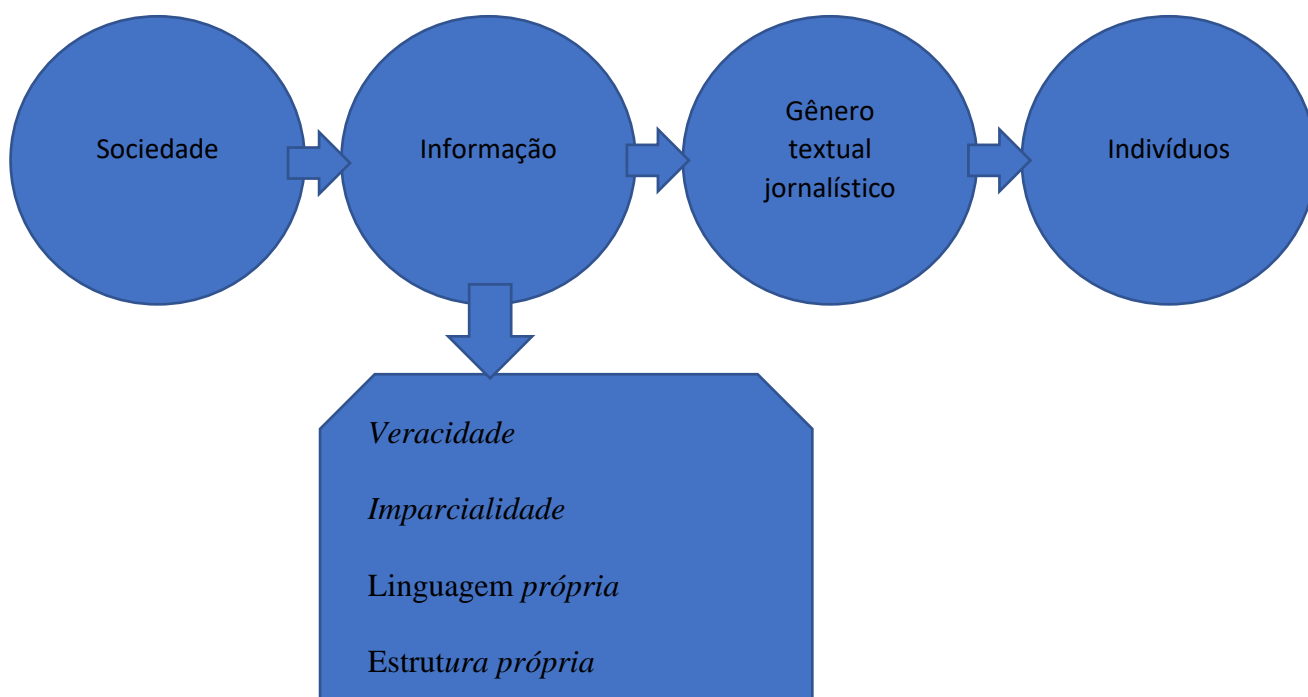 Sociedade
Informação
Gênero
textual
jornalístico
Indivíduos
Veracidade
Imparcialidade
Linguagem própria
Estrutura própria